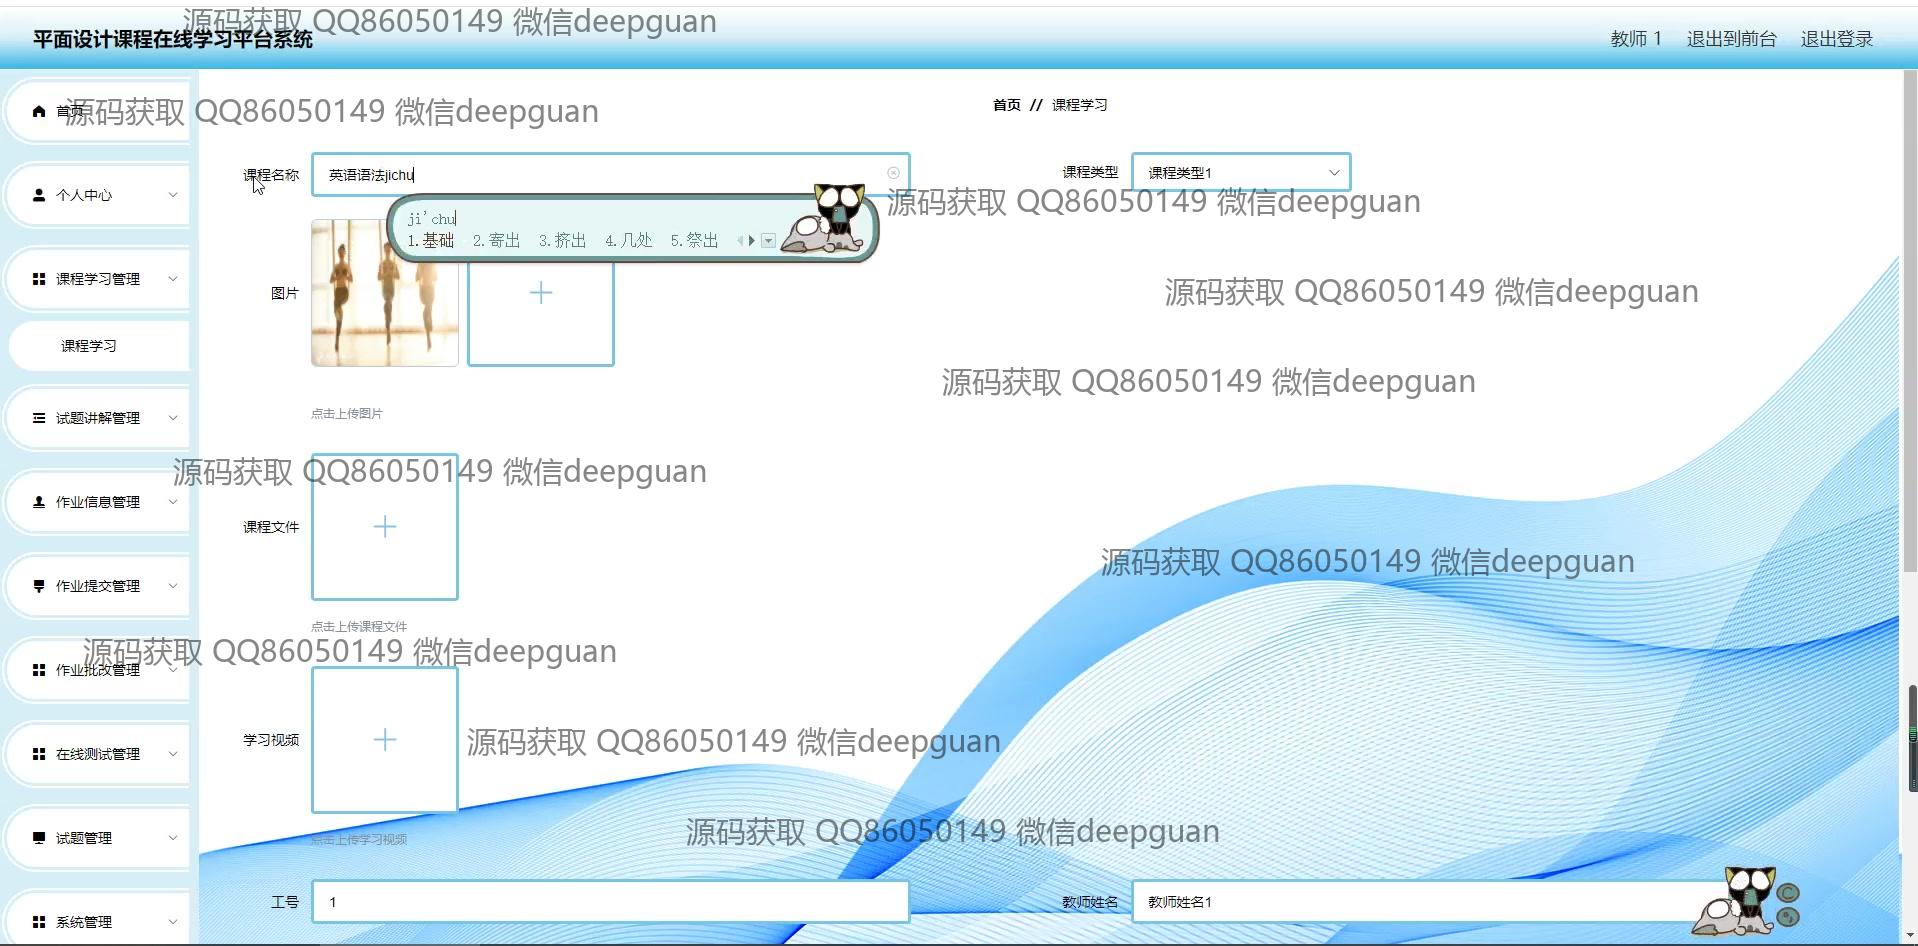 源码获取 QQ86050149 微信deepguan
平面设计课程在线学习平台系统
教师 1 退出到前台 退出登录
首页
源码获取 QQ86050149 微信deepguan
首页 // 课程学习
课程名称
英语语法jichu
课程类型
课程类型1
个人中心
源码获取 QQ86050149 微信deepguan
ji'chu
1.基础 2.寄出 3.挤出 4.几处 5.祭出
课程学习管理
图片
源码获取 QQ86050149 微信deepguan
课程学习
源码获取 QQ86050149 微信deepguan
点击上传图片
试题讲解管理
源码获取 QQ86050149 微信deepguan
作业信息管理
课程文件
源码获取 QQ86050149 微信deepguan
作业提交管理
点击上传课程文件
源码获取 QQ86050149 微信deepguan
作业批改管理
学习视频
源码获取 QQ86050149 微信deepguan
在线测试管理
源码获取 QQ86050149 微信deepguan
试题管理
点击上传学习视频
工号
1
教师姓名
教师姓名1
系统管理